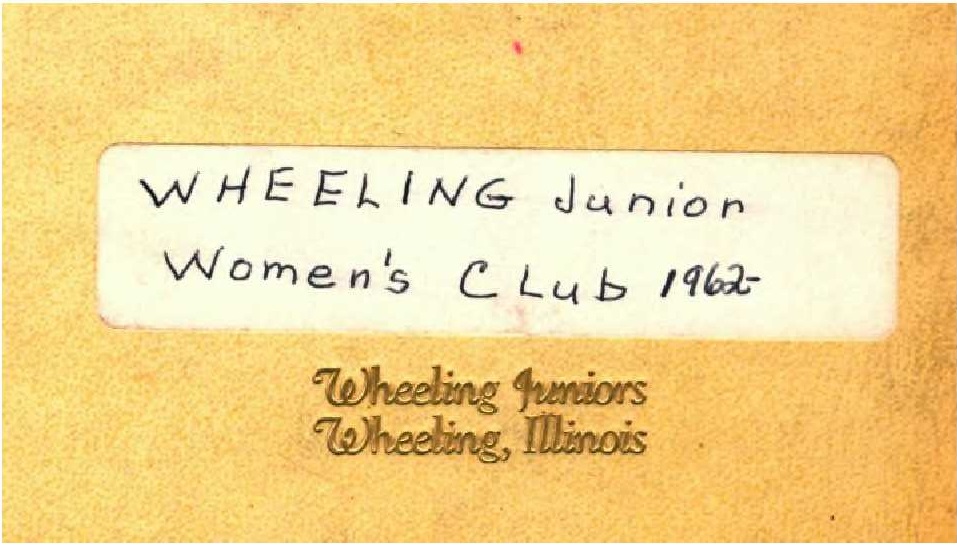 WHEELING Junior
Women's Club 1962-
Wheeling Juniors
Wheeling, Illinois